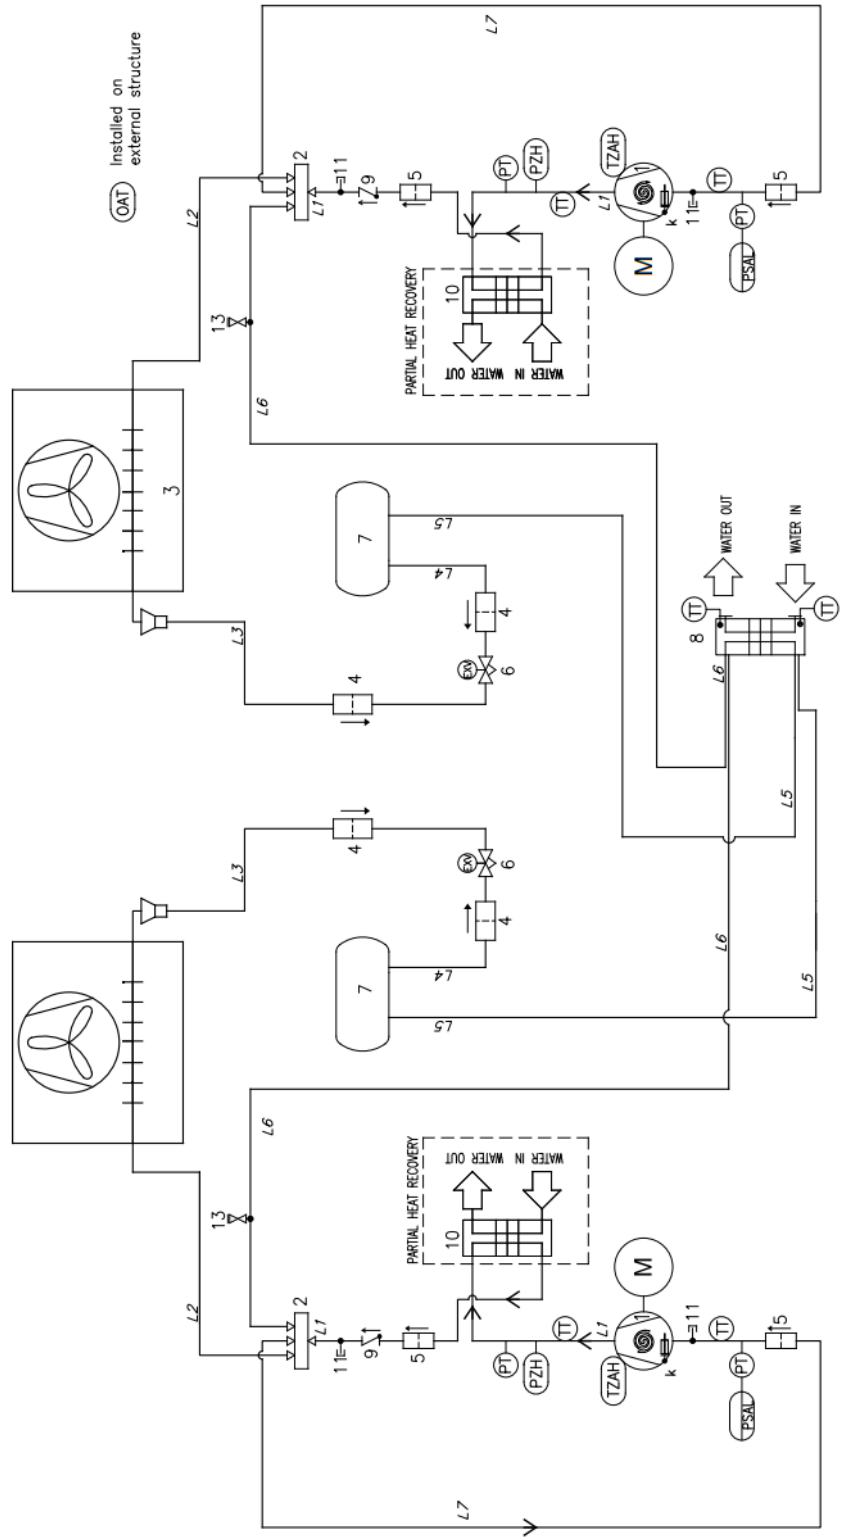 L7
OAT
Installed on
external structure
L2
2
L1
11
9
5
PT
PZH
TT
TZAH
L1
1
M
k
11
TT
PT
PSAL
5
13
L6
PARTIAL HEAT RECOVERY
10
WATER OUT
WATER IN
3
L3
4
7
L5
L4
4
EXV
6
8
TT
WATER OUT
WATER IN
TT
L6
L5
L3
4
EXV
6
4
7
L4
L5
L6
L5
L6
13
L2
2
L1
11
9
5
PARTIAL HEAT RECOVERY
10
WATER OUT
WATER IN
PT
PZH
TT
TZAH
L1
1
M
k
11
TT
PT
PSAL
5
L7